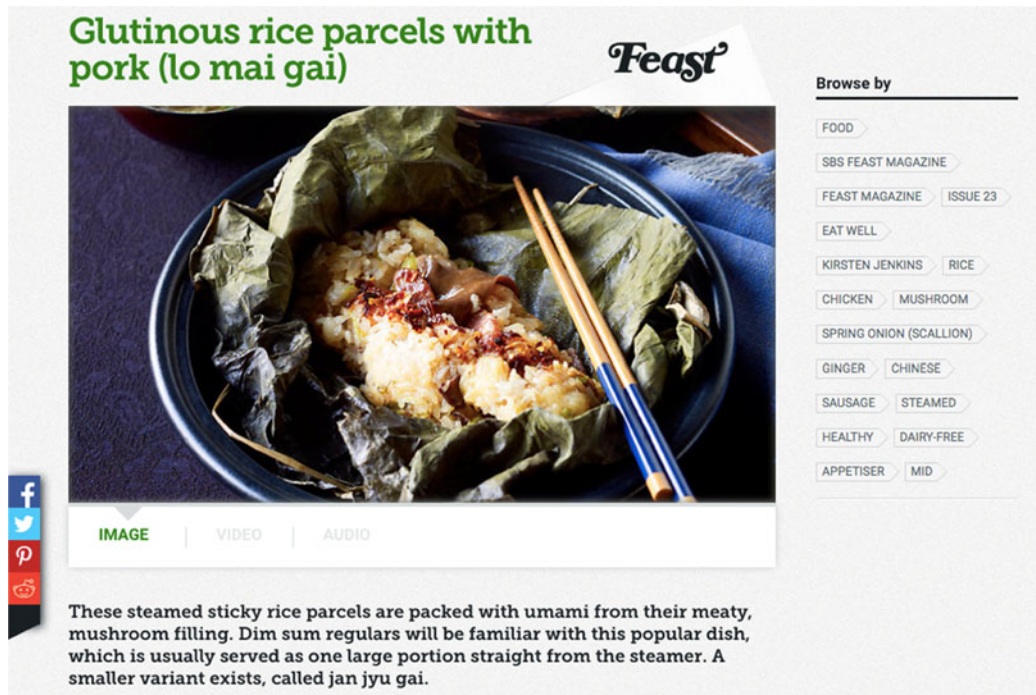 Glutinous rice parcels with
pork (lo mai gai)
Feast
Browse by
FOOD
SBS FEAST MAGAZINE
FEAST MAGAZINE ISSUE 23
EAT WELL
KIRSTEN JENKINS RICE
CHICKEN MUSHROOM
SPRING ONION (SCALLION)
GINGER CHINESE
SAUSAGE STEAMED
HEALTHY DAIRY-FREE
APPETISER MID
IMAGE VIDEO AUDIO
These steamed sticky rice parcels are packed with umami from their meaty,
mushroom filling. Dim sum regulars will be familiar with this popular dish,
which is usually served as one large portion straight from the steamer. A
smaller variant exists, called jan jyu gai.